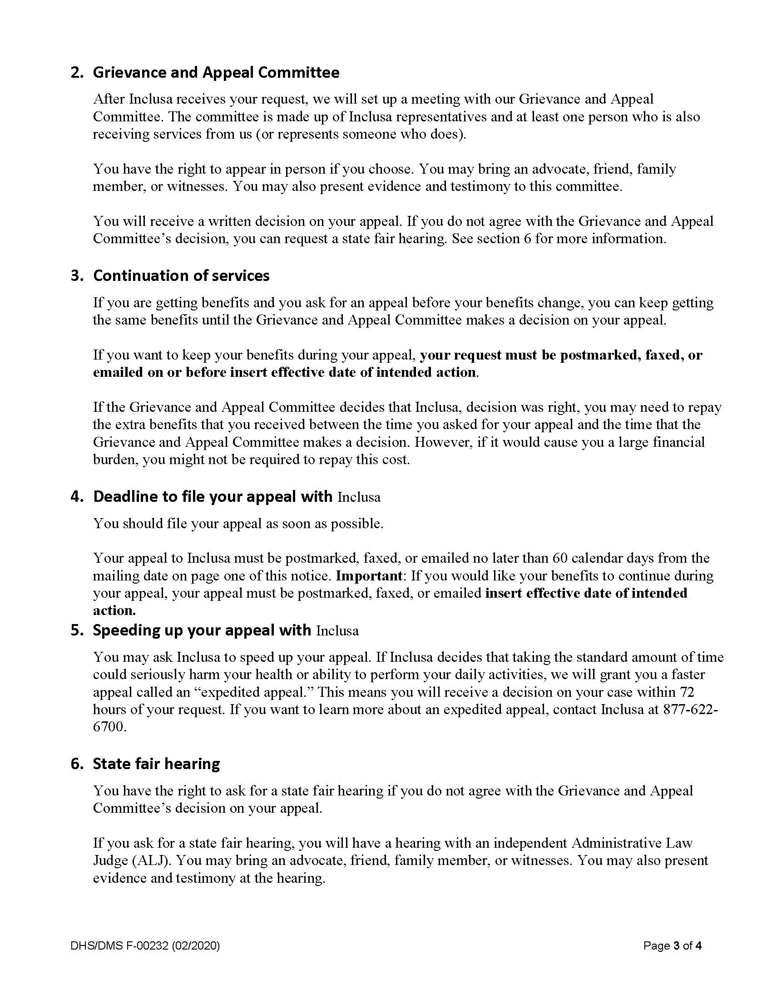 2. Grievance and Appeal Committee
After Inclusa receives your request, we will set up a meeting with our Grievance and Appeal
Committee. The committee is made up of Inclusa representatives and at least one person who is also
receiving services from us (or represents someone who does).
You have the right to appear in person if you choose. You may bring an advocate, friend, family
member, or witnesses. You may also present evidence and testimony to this committee.
You will receive a written decision on your appeal. If you do not agree with the Grievance and Appeal
Committee’s decision, you can request a state fair hearing. See section 6 for more information.
3. Continuation of services
If you are getting benefits and you ask for an appeal before your benefits change, you can keep getting
the same benefits until the Grievance and Appeal Committee makes a decision on your appeal.
If you want to keep your benefits during your appeal, your request must be postmarked, faxed, or
emailed on or before insert effective date of intended action.
If the Grievance and Appeal Committee decides that Inclusa, decision was right, you may need to repay
the extra benefits that you received between the time you asked for your appeal and the time that the
Grievance and Appeal Committee makes a decision. However, if it would cause you a large financial
burden, you might not be required to repay this cost.
4. Deadline to file your appeal with Inclusa
You should file your appeal as soon as possible.
Your appeal to Inclusa must be postmarked, faxed, or emailed no later than 60 calendar days from the
mailing date on page one of this notice. Important: If you would like your benefits to continue during
your appeal, your appeal must be postmarked, faxed, or emailed insert effective date of intended
action.
5. Speeding up your appeal with Inclusa
You may ask Inclusa to speed up your appeal. If Inclusa decides that taking the standard amount of time
could seriously harm your health or ability to perform your daily activities, we will grant you a faster
appeal called an “expedited appeal.” This means you will receive a decision on your case within 72
hours of your request. If you want to learn more about an expedited appeal, contact Inclusa at 877-622-
6700.
6. State fair hearing
You have the right to ask for a state fair hearing if you do not agree with the Grievance and Appeal
Committee’s decision on your appeal.
If you ask for a state fair hearing, you will have a hearing with an independent Administrative Law
Judge (ALJ). You may bring an advocate, friend, family member, or witnesses. You may also present
evidence and testimony at the hearing.
DHS/DMS F-00232 (02/2020) Page 3 of 4